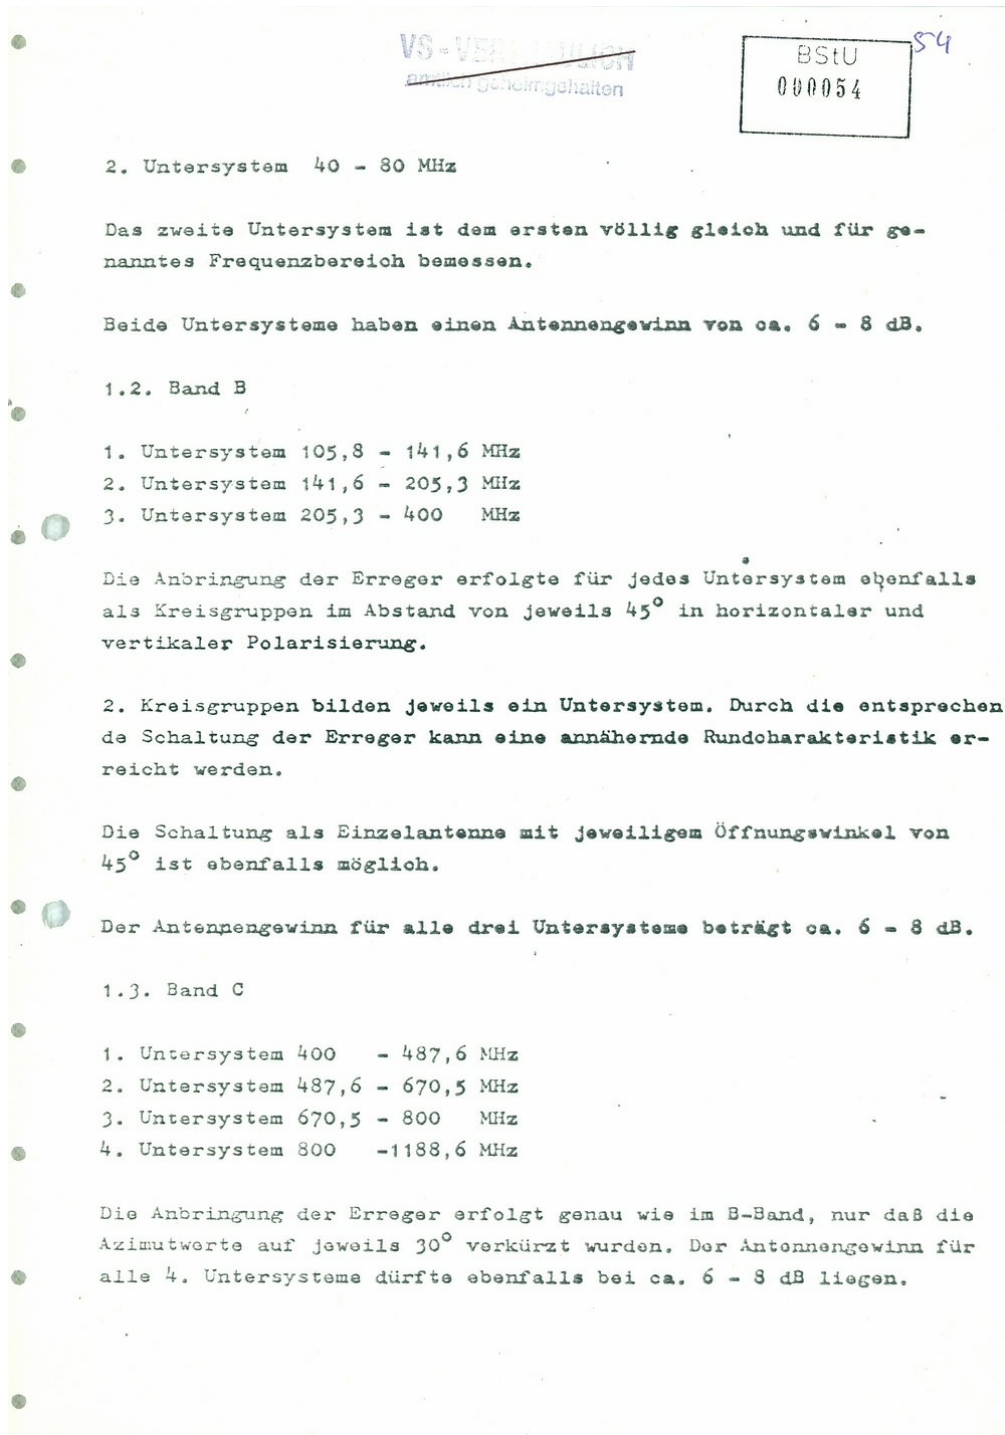 VS - VERTRAULICH
amtlich geheimgehalten
BStU
000054
54
2. Untersystem 40 - 80 MHz
Das zweite Untersystem ist dem ersten völlig gleich und für ge-
nanntes Frequenzbereich bemessen.
Beide Untersysteme haben einen Antennengewinn von ca. 6 - 8 dB.
1.2. Band B
1. Untersystem 105,8 - 141,6 MHz
2. Untersystem 141,6 - 205,3 MHz
3. Untersystem 205,3 - 400 MHz
Die Anbringung der Erreger erfolgte für jedes Untersystem ebenfalls
als Kreisgruppen im Abstand von jeweils 45° in horizontaler und
vertikaler Polarisierung.
2. Kreisgruppen bilden jeweils ein Untersystem. Durch die entsprechen
de Schaltung der Erreger kann eine annähernde Rundcharakteristik er-
reicht werden.
Die Schaltung als Einzelantenne mit jeweiligem Öffnungswinkel von
45° ist ebenfalls möglich.
Der Antennengewinn für alle drei Untersysteme beträgt ca. 6 - 8 dB.
1.3. Band C
1. Untersystem 400 - 487,6 MHz
2. Untersystem 487,6 - 670,5 MHz
3. Untersystem 670,5 - 800 MHz
4. Untersystem 800 -1188,6 MHz
Die Anbringung der Erreger erfolgt genau wie im B-Band, nur daß die
Azimutwerte auf jeweils 30° verkürzt wurden. Der Antennengewinn für
alle 4. Untersysteme dürfte ebenfalls bei ca. 6 - 8 dB liegen.